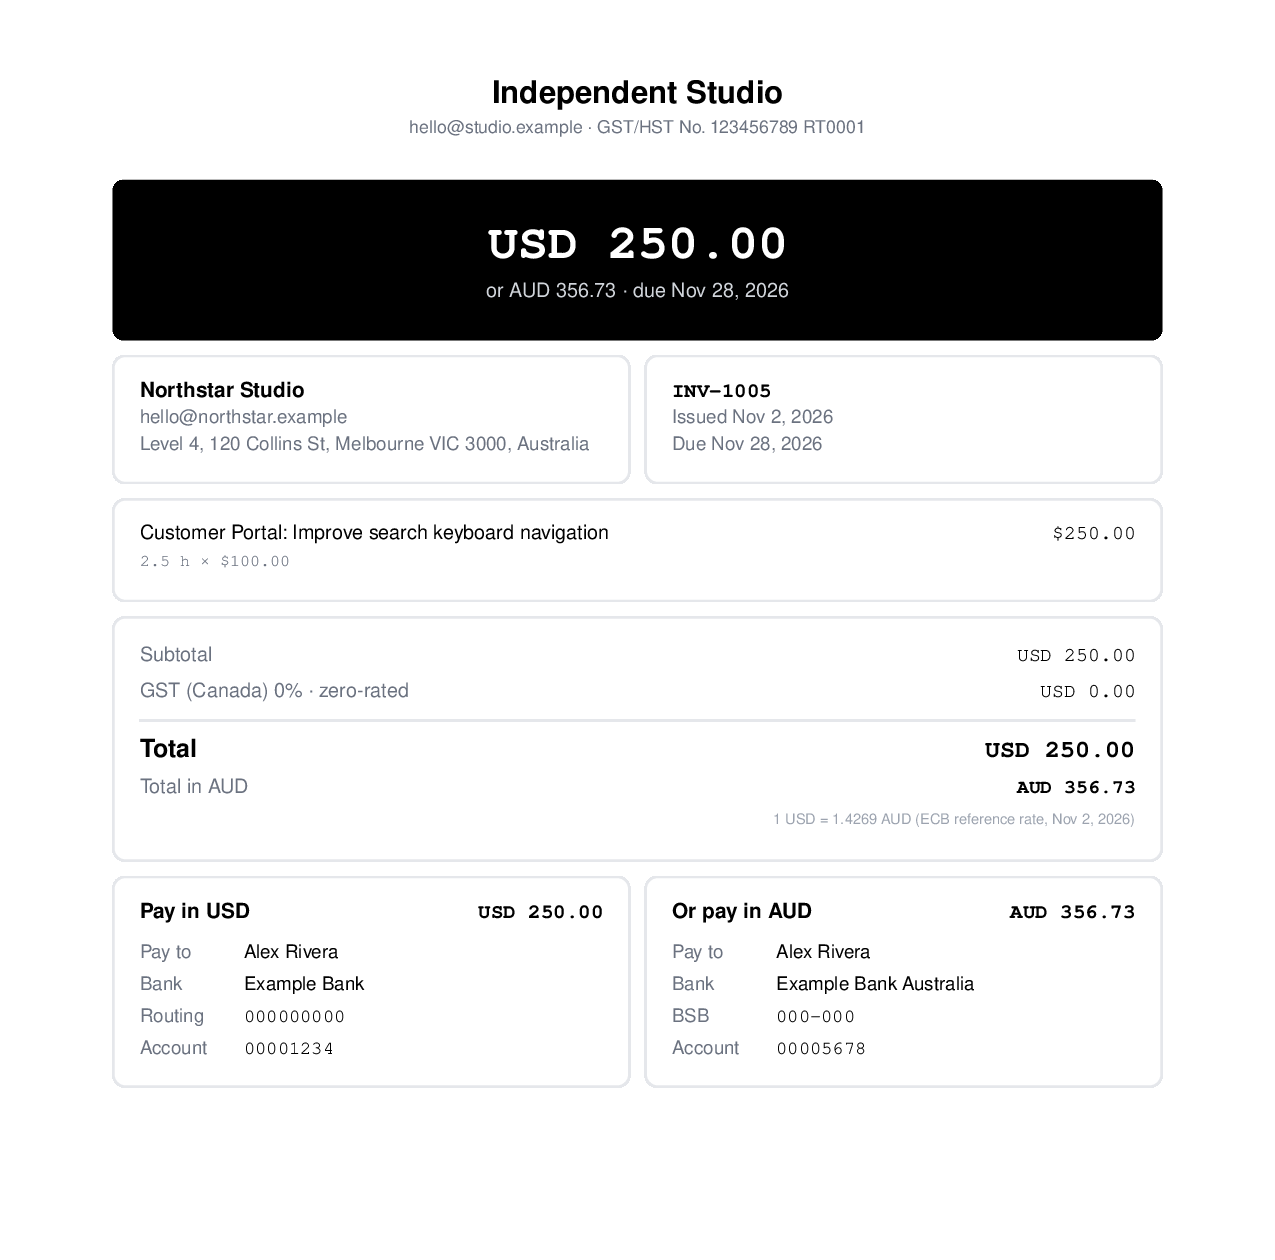 Independent Studio
hello@studio.example · GST/HST No. 123456789 RT0001
USD 250.00
or AUD 356.73 · due Nov 28, 2026
Northstar Studio
hello@northstar.example
Level 4, 120 Collins St, Melbourne VIC 3000, Australia
INV-1005
Issued Nov 2, 2026
Due Nov 28, 2026
Customer Portal: Improve search keyboard navigation $250.00
2.5 h × $100.00
Subtotal USD 250.00
GST (Canada) 0% · zero-rated USD 0.00
Total USD 250.00
Total in AUD AUD 356.73
1 USD = 1.4269 AUD (ECB reference rate, Nov 2, 2026)
Pay in USD USD 250.00
Pay to Alex Rivera
Bank Example Bank
Routing 000000000
Account 00001234
Or pay in AUD AUD 356.73
Pay to Alex Rivera
Bank Example Bank Australia
BSB 000-000
Account 00005678